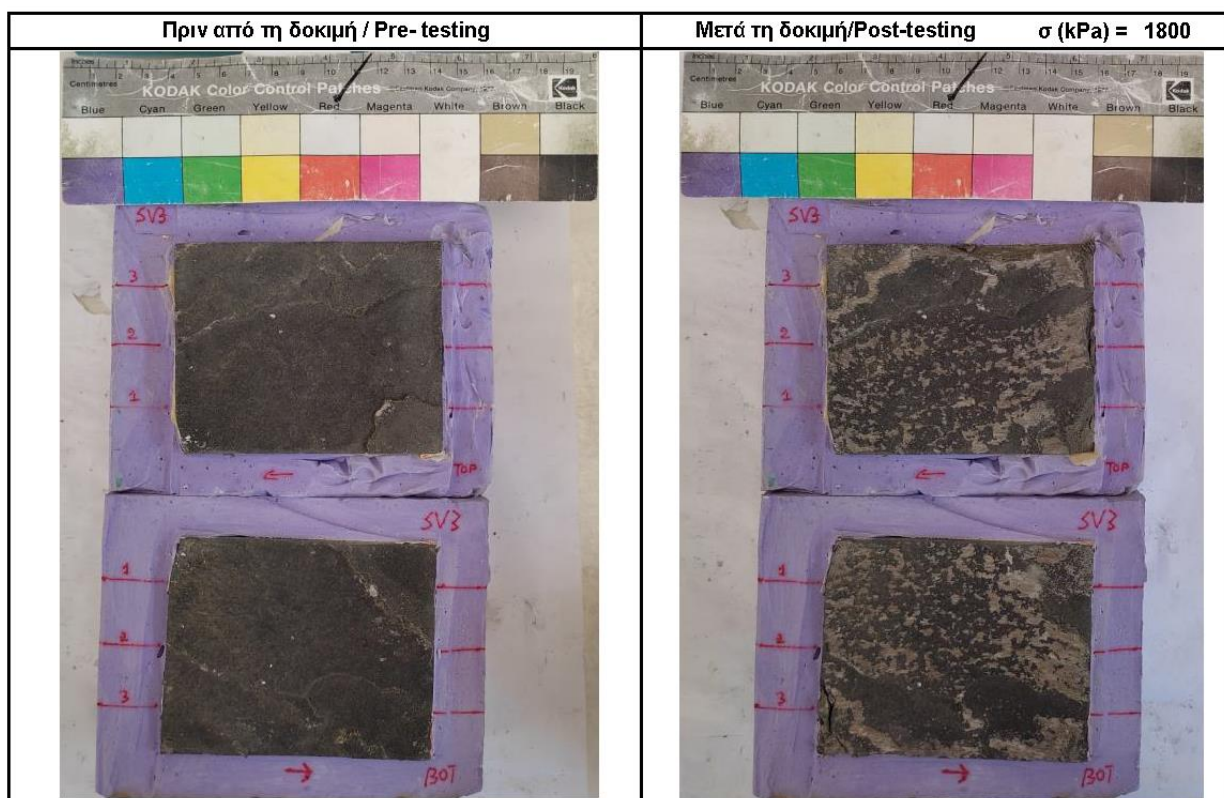 Πριν από τη δοκιμή / Pre- testing
Μετά τη δοκιμή/Post-testing σ (kPa) = 1800
Inches
Centimetres
KODAK Color Control Patches
Blue Cyan Green Yellow Red Magenta White Brown Black
SV3
3
2
1
←
TOP
SV3
1
2
3
→
BOT
KODAK Color Control Patches
Blue Cyan Green Yellow Red Magenta White Brown Black
SV3
3
2
1
←
TOP
SV3
1
2
3
→
BOT